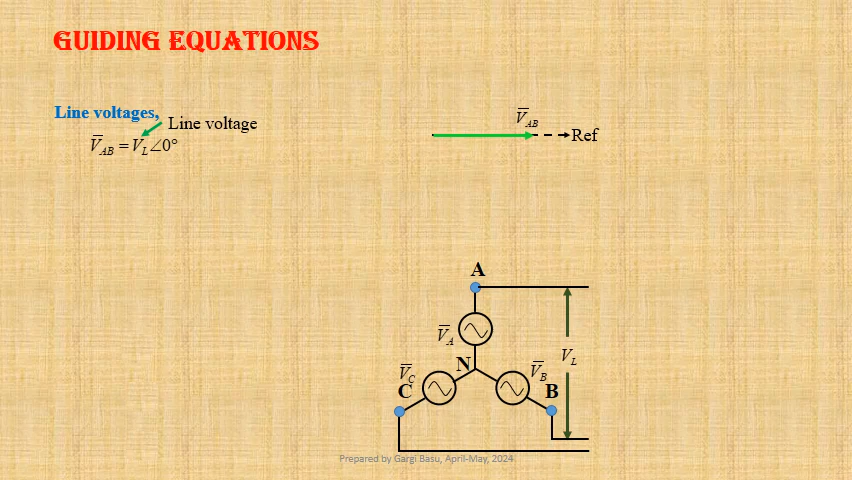 GUIDING EQUATIONS
Line voltages,
Line voltage
V̅_AB = V_L∠0°
V̅_AB
Ref
A
V̅_A
N
V_L
V̅_C
V̅_B
C
B
Prepared by Gargi Basu, April-May, 2024